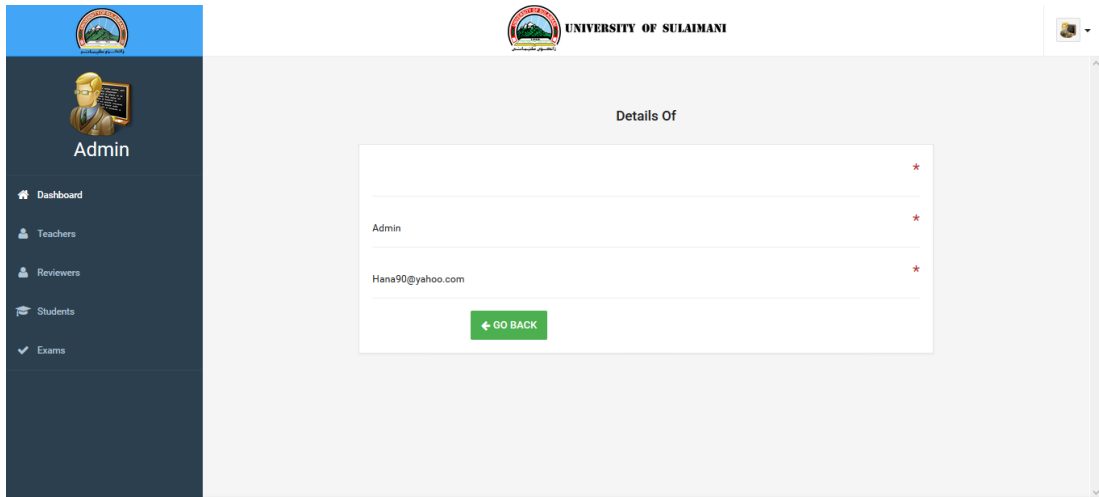 UNIVERSITY OF SULAIMANI
Admin
Dashboard
Teachers
Reviewers
Students
Exams
Details Of
*
Admin *
Hana90@yahoo.com *
GO BACK